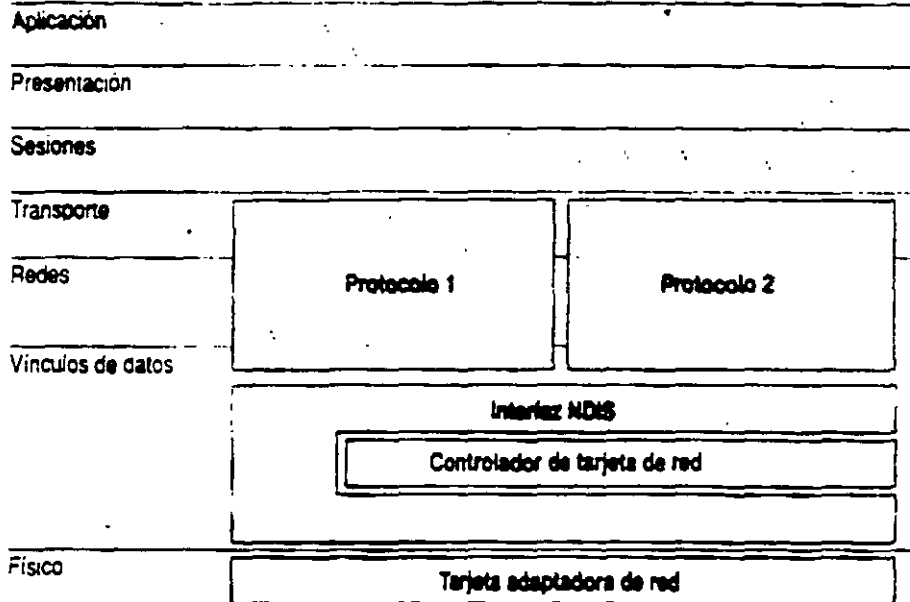 Aplicación
Presentación
Sesiones
Transporte
Redes
Protocolo 1
Protocolo 2
Vínculos de datos
Interfaz NDIS
Controlador de tarjeta de red
Físico
Tarjeta adaptadora de red